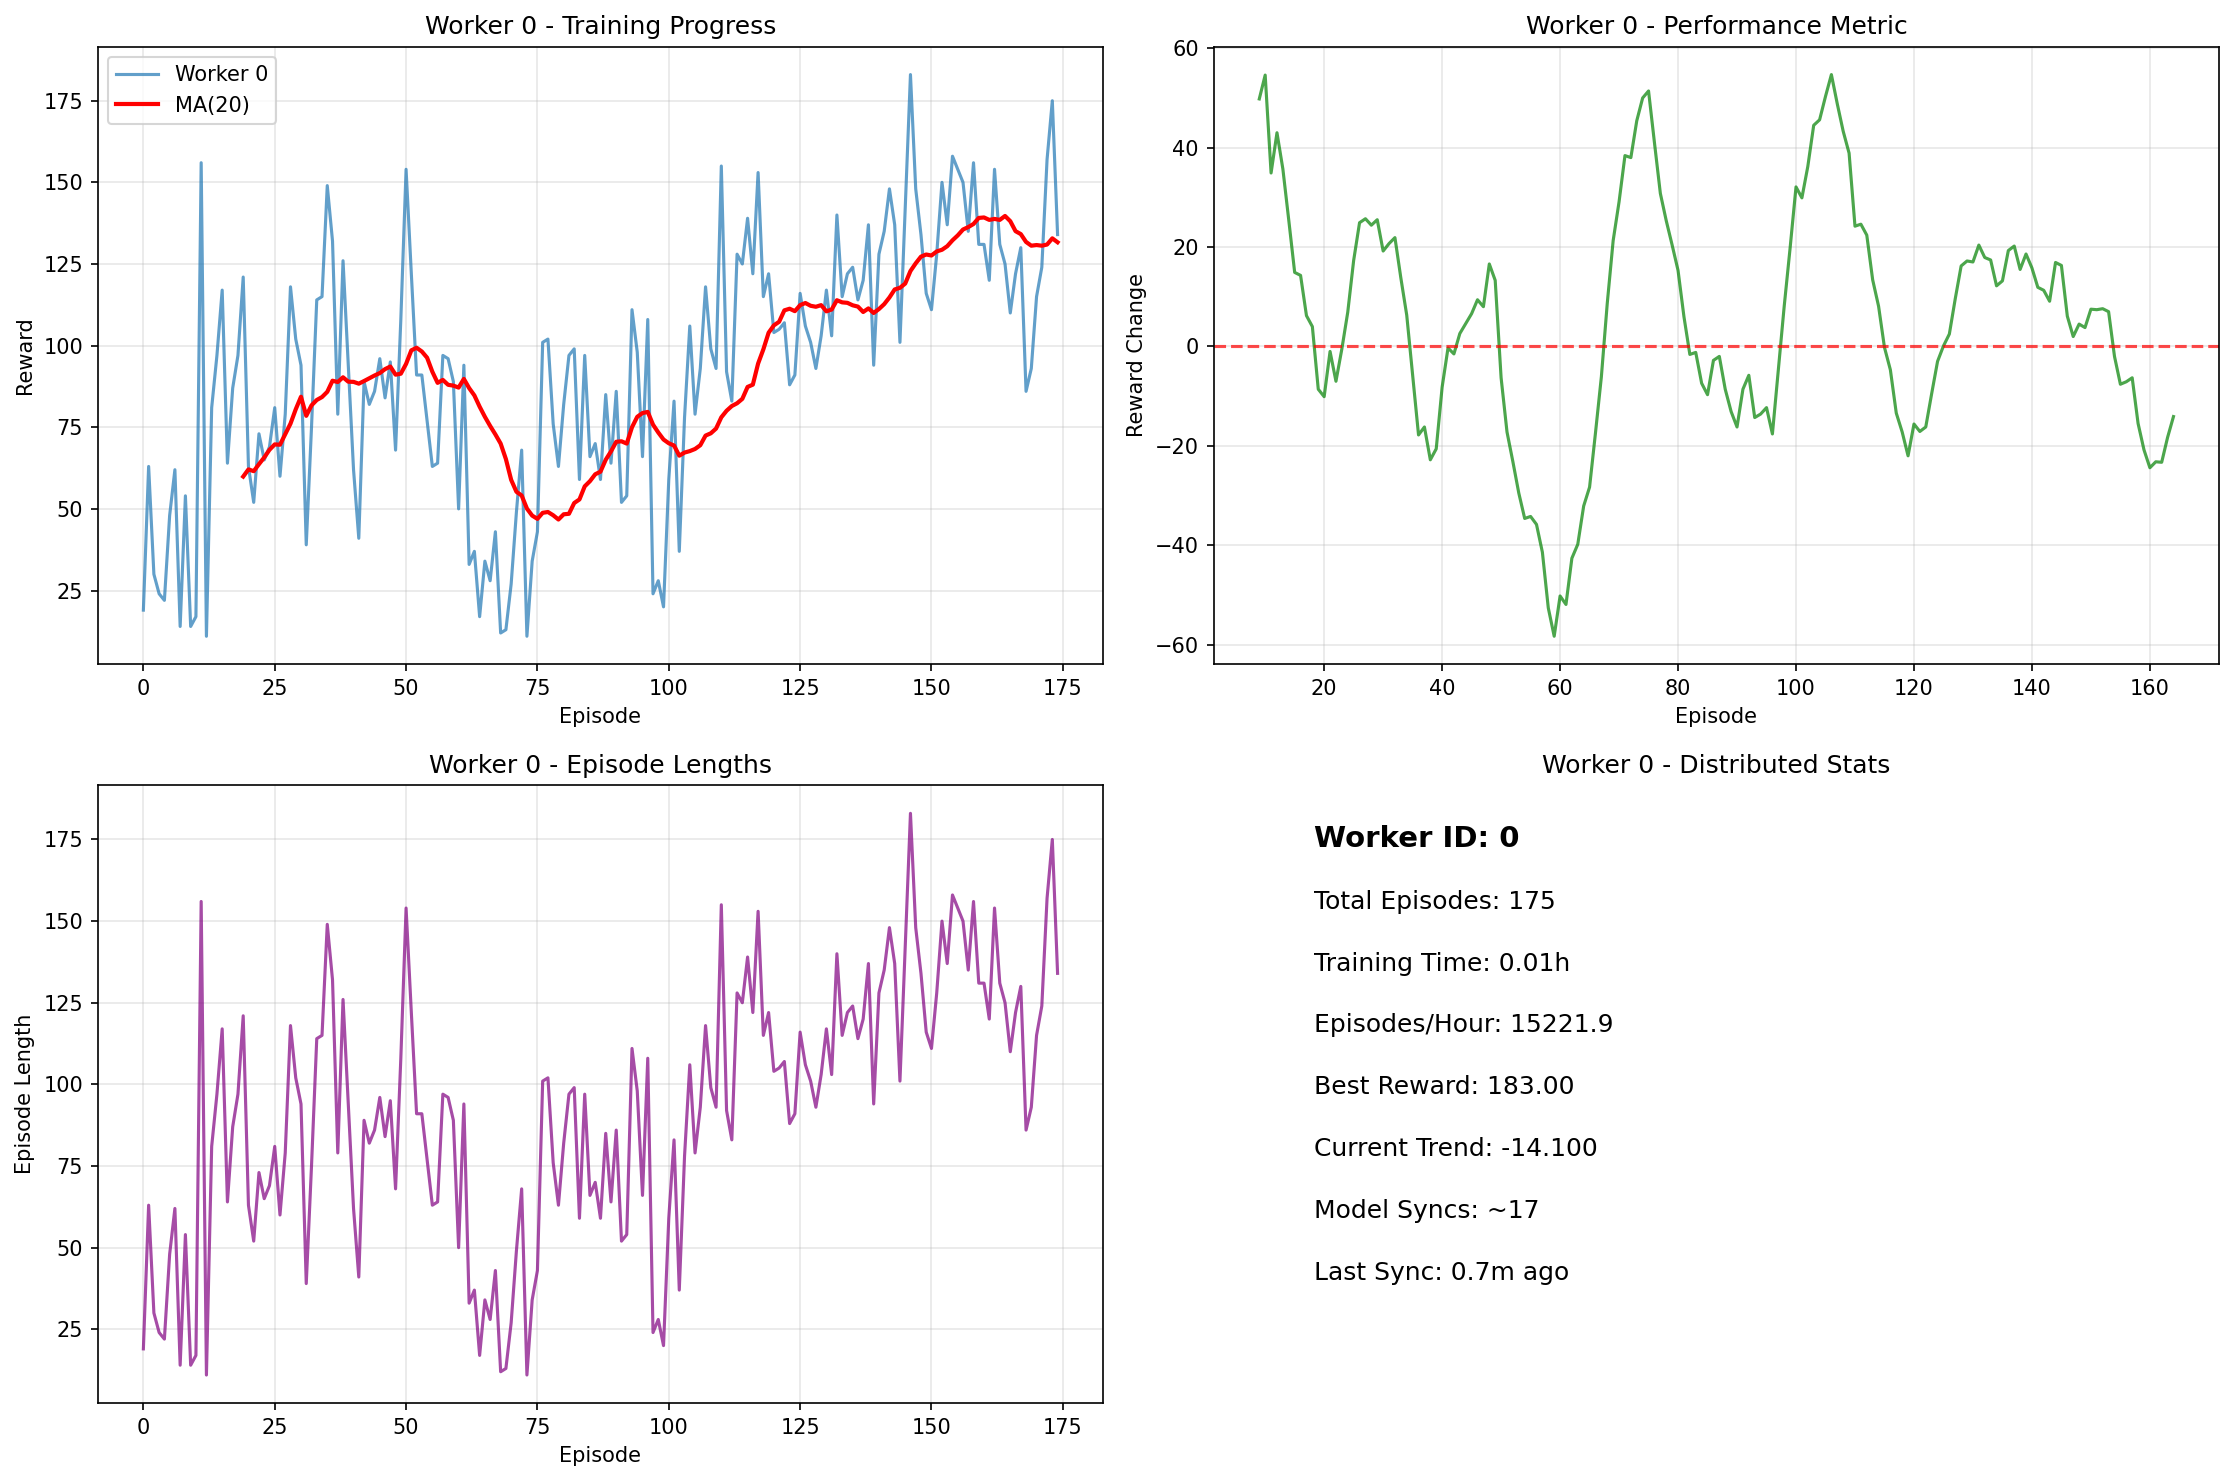 Worker 0 - Training Progress
Worker 0
MA(20)
175
150
125
100
75
50
25
Reward
0 25 50 75 100 125 150 175
Episode
Worker 0 - Performance Metric
60
40
20
0
−20
−40
−60
Reward Change
20 40 60 80 100 120 140 160
Episode
Worker 0 - Episode Lengths
175
150
125
100
75
50
25
Episode Length
0 25 50 75 100 125 150 175
Episode
Worker 0 - Distributed Stats
Worker ID: 0
Total Episodes: 175
Training Time: 0.01h
Episodes/Hour: 15221.9
Best Reward: 183.00
Current Trend: -14.100
Model Syncs: ~17
Last Sync: 0.7m ago